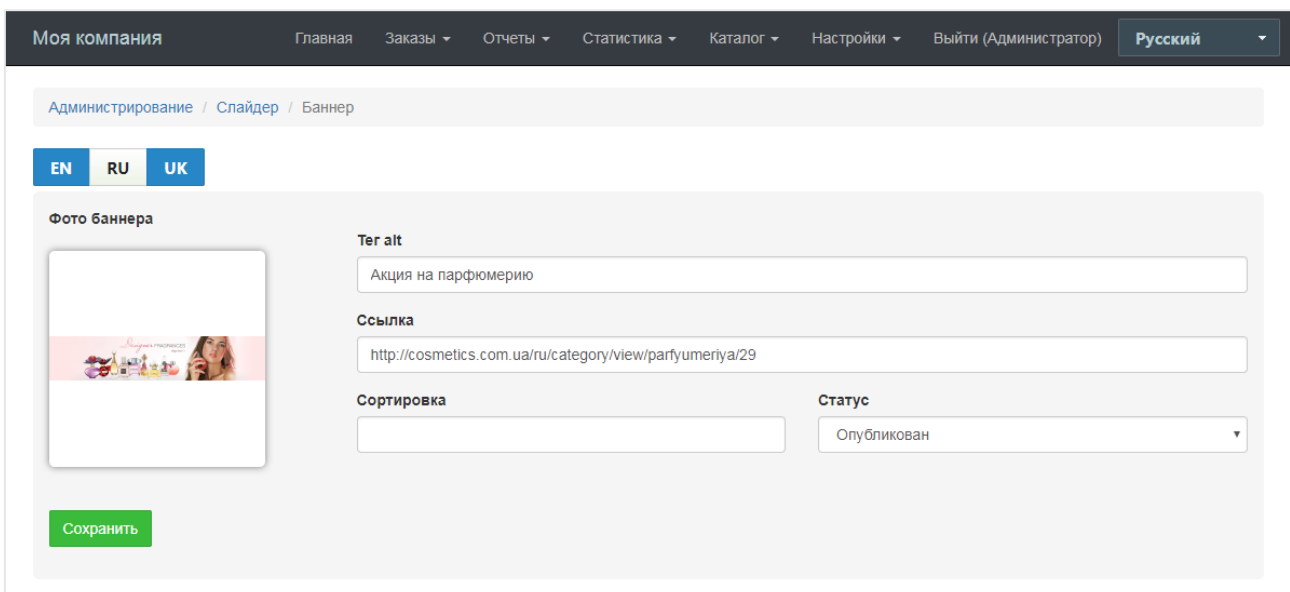 Моя компания Главная Заказы Отчеты Статистика Каталог Настройки Выйти (Администратор) Русский
Администрирование / Слайдер / Баннер
EN RU UK
Фото баннера
Тег alt
Акция на парфюмерию
FRAGRANCES
Ссылка
http://cosmetics.com.ua/ru/category/view/parfyumeriya/29
Сортировка Статус
Опубликован
Сохранить